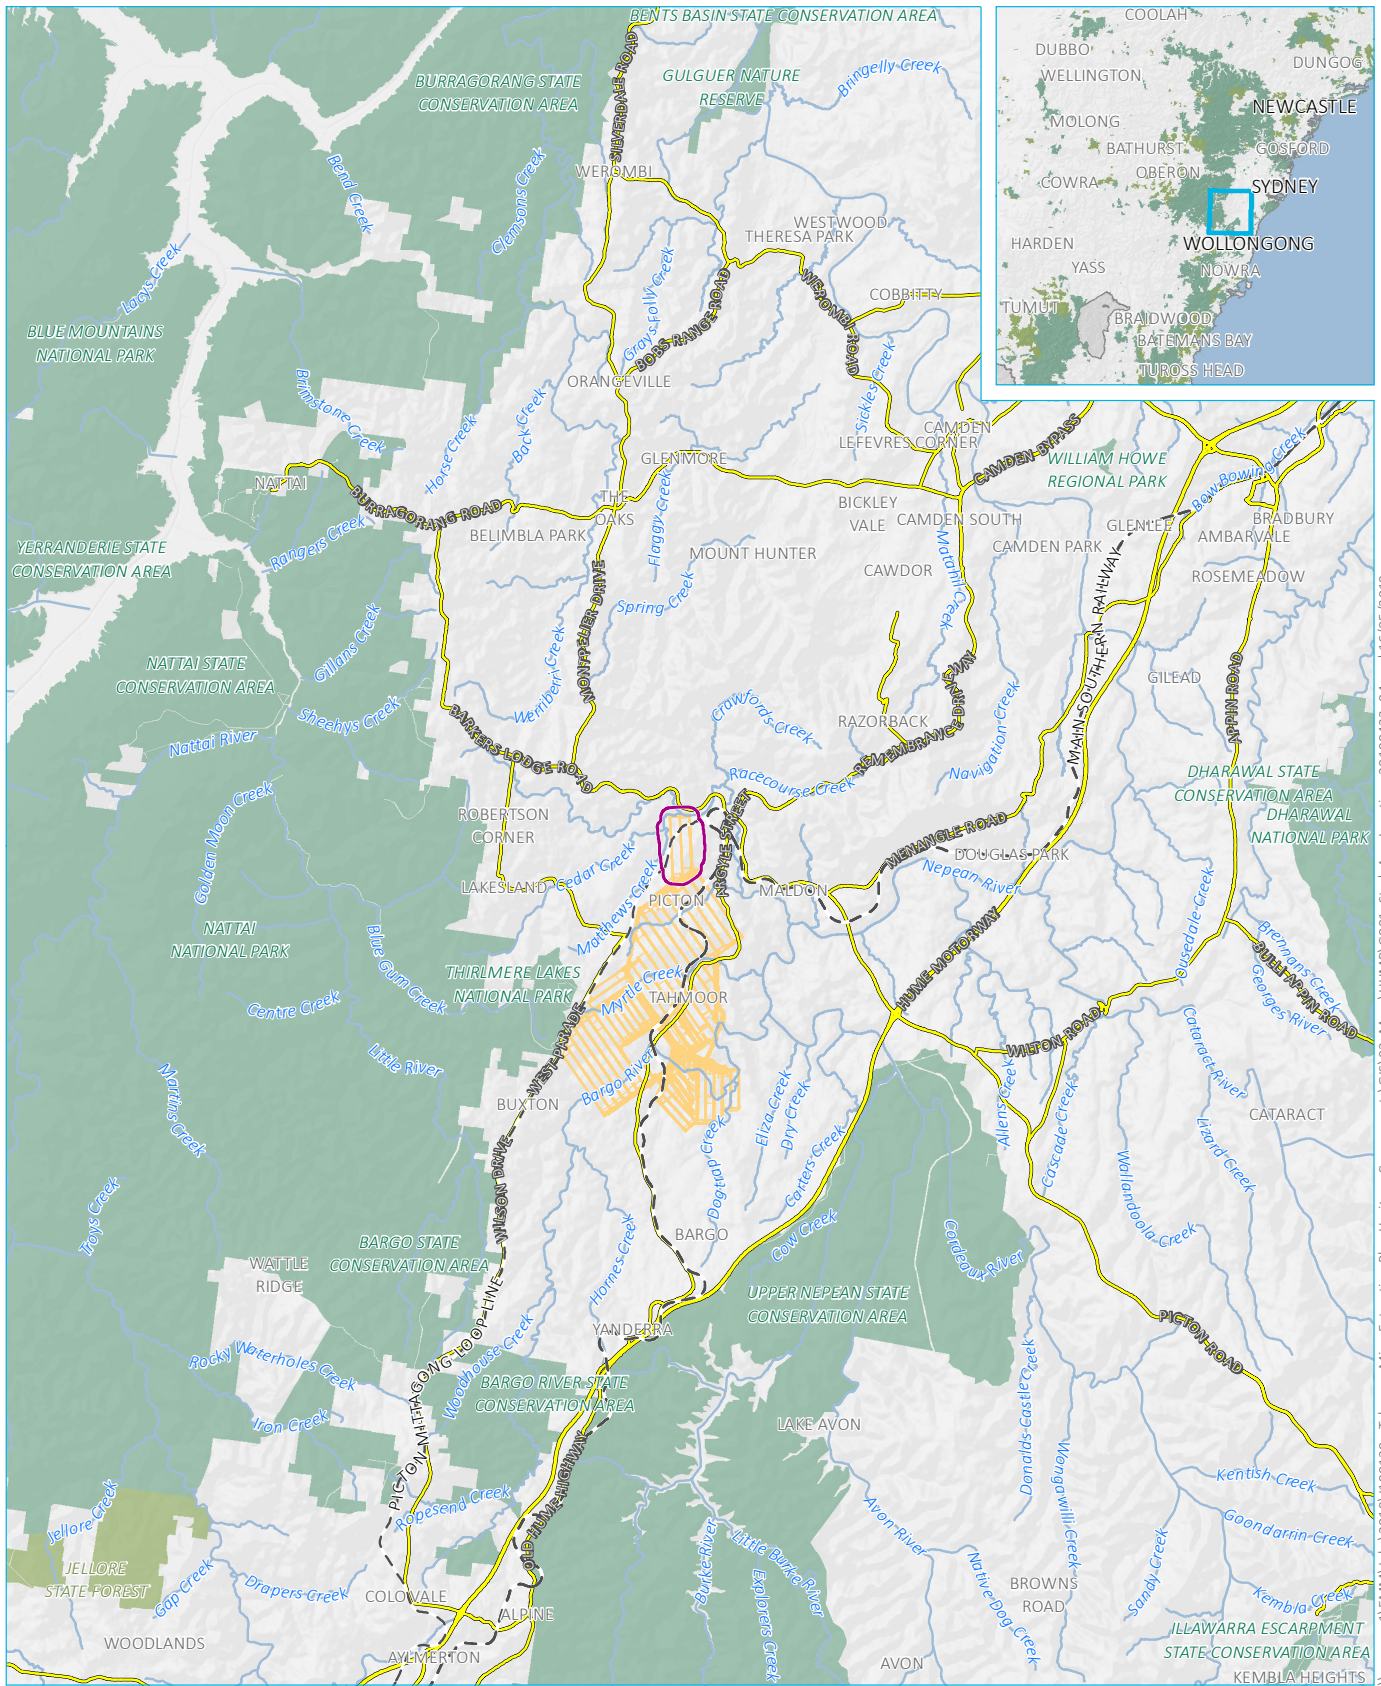 BENTS BASIN STATE CONSERVATION AREA
BURRAGORANG STATE
CONSERVATION AREA
GULGUER NATURE
RESERVE
Bringelly Creek
SILVERDALE ROAD
WEROMBI
Bend Creek
Clemsons Creek
WESTWOOD
THERESA PARK
Lacys Creek
Grays Folly Creek
BOBS RANGE ROAD
WEROMBI ROAD
COBBITTY
BLUE MOUNTAINS
NATIONAL PARK
ORANGEVILLE
Sickles Creek
Brimstone Creek
Back Creek
Horse Creek
CAMDEN
LEFEVRES CORNER
CAMDEN BYPASS
GLENMORE
WILLIAM HOWE
REGIONAL PARK
Bow Bowing Creek
NATTAI
BURRAGORANG ROAD
THE
OAKS
BICKLEY
VALE
CAMDEN SOUTH
GLENLEE
BRADBURY
AMBARVALE
BELIMBLA PARK
Flaggy Creek
Rangers Creek
MOUNT HUNTER
CAMDEN PARK
YERRANDERIE STATE
CONSERVATION AREA
CAWDOR
Matahil Creek
ROSEMEADOW
MONTPELIER DRIVE
Spring Creek
MAIN SOUTHERN RAILWAY
Gillans Creek
NATTAI STATE
CONSERVATION AREA
Werriberri Creek
GILEAD
APPIN ROAD
Sheehys Creek
Nattai River
BARKERS LODGE ROAD
Crawfords Creek
RAZORBACK
REMEMBRANCE DRIVEWAY
Navigation Creek
Racecourse Creek
DHARAWAL STATE
CONSERVATION AREA
DHARAWAL
NATIONAL PARK
Golden Moon Creek
ROBERTSON
CORNER
ARGYLE STREET
MENANGLE ROAD
DOUGLAS PARK
Nepean River
LAKESLAND
Cedar Creek
Matthews Creek
PICTON
MALDON
NATTAI
NATIONAL PARK
Blue Gum Creek
THIRLMERE LAKES
NATIONAL PARK
Myrtle Creek
TAHMOOR
HUME MOTORWAY
Ousedale Creek
Brennans Creek
Georges River
BULLI APPIN ROAD
Centre Creek
Little River
WEST PARADE
WILTON ROAD
Cataract River
Bargo River
BUXTON
Martins Creek
Eliza Creek
Dry Creek
Carters Creek
Dogtrap Creek
Allens Creek
Cascade Creek
CATARACT
Lizard Creek
Wallandoola Creek
WILSON DRIVE
Troys Creek
BARGO STATE
CONSERVATION AREA
WATTLE
RIDGE
Hornes Creek
BARGO
Cow Creek
Cordeaux River
UPPER NEPEAN STATE
CONSERVATION AREA
YANDERRA
PICTON ROAD
Rocky Waterholes Creek
PICTON MITTAGONG LOOP LINE
Woodhouse Creek
BARGO RIVER STATE
CONSERVATION AREA
Iron Creek
LAKE AVON
Donalds Castle Creek
Wongawilli Creek
Kentish Creek
Goondarrin Creek
Jellore Creek
Ropesend Creek
OLD HUME HIGHWAY
Avon River
Burke River
Little Burke River
Explorers Creek
Native Dog Creek
Sandy Creek
JELLORE
STATE FOREST
Gap Creek
Drapers Creek
COLO VALE
ALPINE
BROWNS
ROAD
Kembla Creek
ILLAWARRA ESCARPMENT
STATE CONSERVATION AREA
WOODLANDS
AYLMERTON
AVON
KEMBLA HEIGHTS
COOLAH
DUBBO
WELLINGTON
DUNGOG
NEWCASTLE
MOLONG
BATHURST
GOSFORD
OBERON
COWRA
SYDNEY
HARDEN
WOLLONGONG
YASS
NOWRA
TUMUT
BRAIDWOOD
BATEMANS BAY
TUROSS HEAD